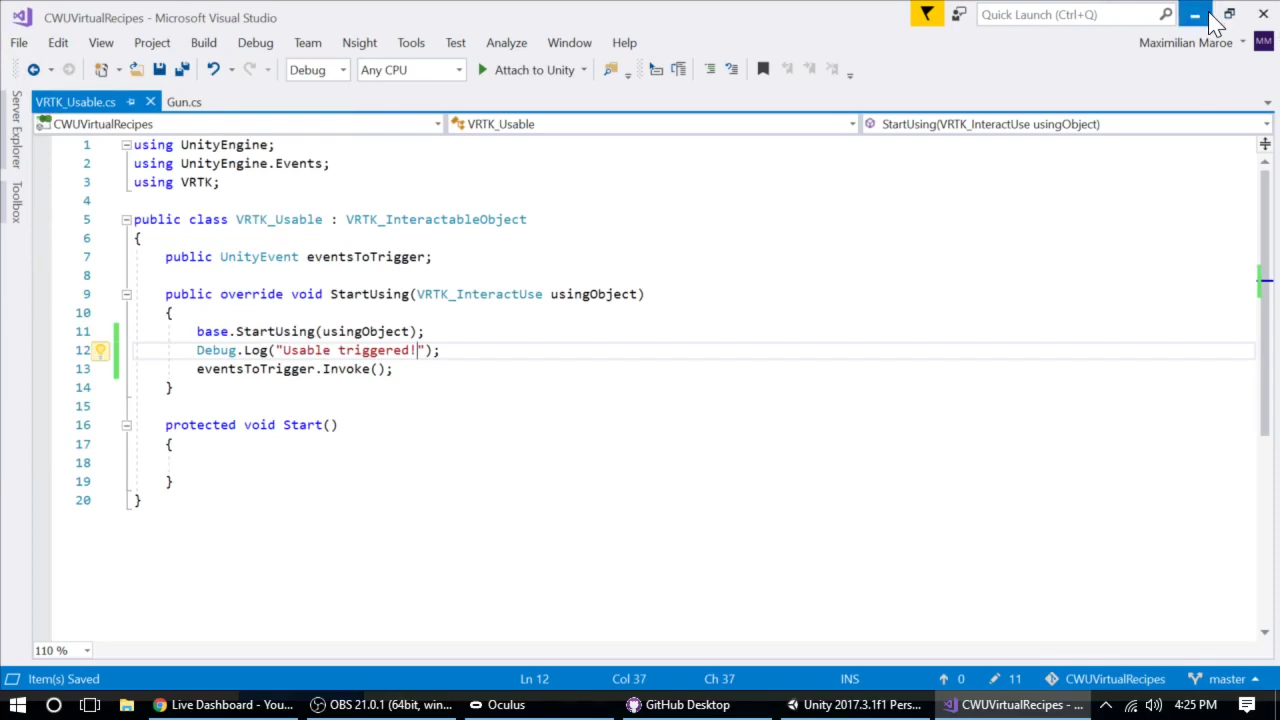 CWUVirtualRecipes - Microsoft Visual Studio
Quick Launch (Ctrl+Q)
File Edit View Project Build Debug Team Nsight Tools Test Analyze Window Help
Maximilian Maroe MM
Debug Any CPU Attach to Unity
Server Explorer
Toolbox
VRTK_Usable.cs Gun.cs
CWUVirtualRecipes VRTK_Usable StartUsing(VRTK_InteractUse usingObject)
1 using UnityEngine;
2 using UnityEngine.Events;
3 using VRTK;
4
5 public class VRTK_Usable : VRTK_InteractableObject
6 {
7 public UnityEvent eventsToTrigger;
8
9 public override void StartUsing(VRTK_InteractUse usingObject)
10 {
11 base.StartUsing(usingObject);
12 Debug.Log("Usable triggered!");
13 eventsToTrigger.Invoke();
14 }
15
16 protected void Start()
17 {
18
19 }
20 }
110 %
Item(s) Saved Ln 12 Col 37 Ch 37 INS 0 11 CWUVirtualRecipes master
Live Dashboard - You... OBS 21.0.1 (64bit, win... Oculus GitHub Desktop Unity 2017.3.1f1 Pers... CWUVirtualRecipes - ... 4:25 PM